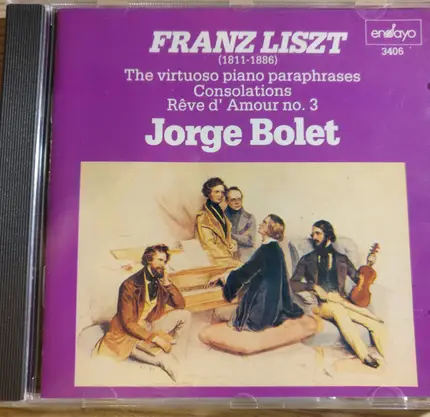 FRANZ LISZT
(1811-1886)
The virtuoso piano paraphrases
Consolations
Rêve d' Amour no. 3
Jorge Bolet
ensayo
3406